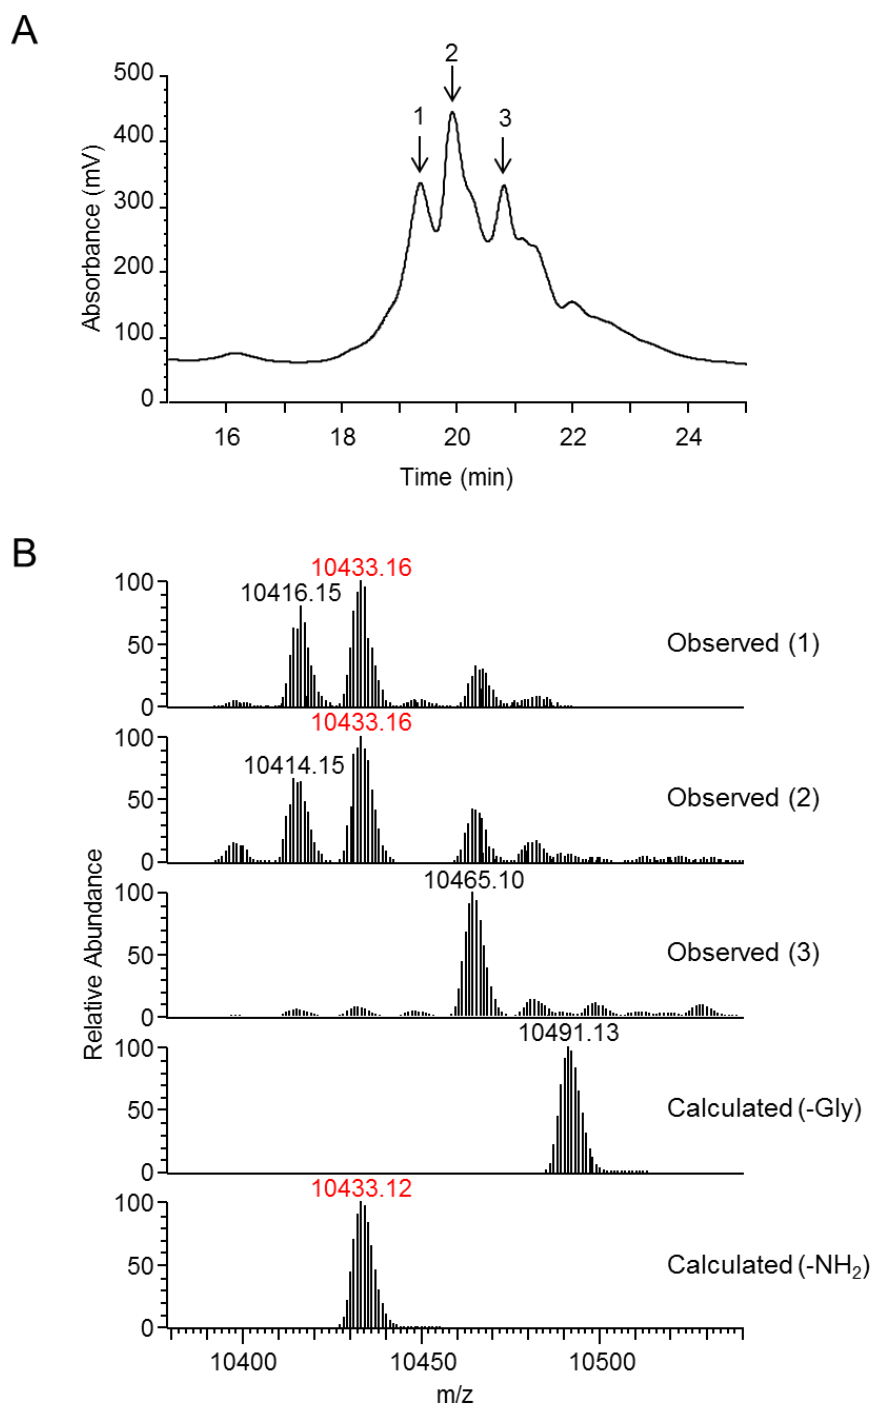 A
2
1
3
500
400
300
200
100
0
Absorbance (mV)
16 18 20 22 24
Time (min)
B
10433.16
10416.15
100
50
0
Observed (1)
10433.16
10414.15
100
50
0
Observed (2)
10465.10
100
50
0
Observed (3)
Relative Abundance
10491.13
100
50
0
Calculated (-Gly)
10433.12
100
50
0
Calculated (-NH₂)
10400 10450 10500
m/z